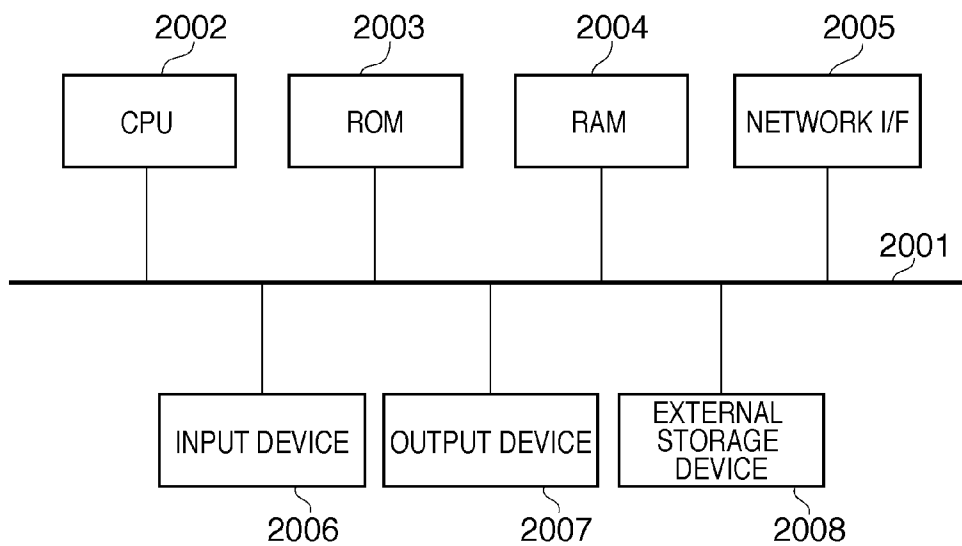 2002
2003
2004
2005
CPU
ROM
RAM
NETWORK I/F
2001
INPUT DEVICE
OUTPUT DEVICE
EXTERNAL
STORAGE
DEVICE
2006
2007
2008